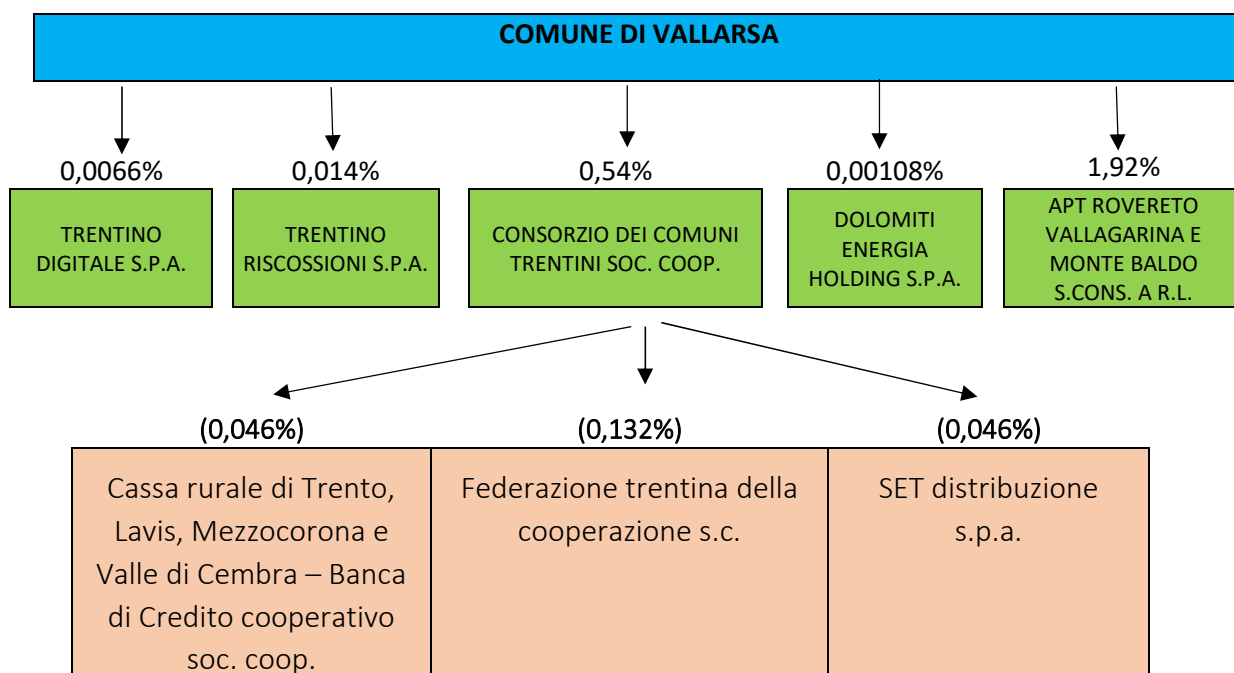 COMUNE DI VALLARSA
0,0066%
0,014%
0,54%
0,00108%
1,92%
TRENTINO
DIGITALE S.P.A.
TRENTINO
RISCOSSIONI S.P.A.
CONSORZIO DEI COMUNI
TRENTINI SOC. COOP.
DOLOMITI
ENERGIA
HOLDING S.P.A.
APT ROVERETO
VALLAGARINA E
MONTE BALDO
S.CONS. A R.L.
(0,046%)
(0,132%)
(0,046%)
Cassa rurale di Trento,
Lavis, Mezzocorona e
Valle di Cembra – Banca
di Credito cooperativo
soc. coop.
Federazione trentina della
cooperazione s.c.
SET distribuzione
s.p.a.